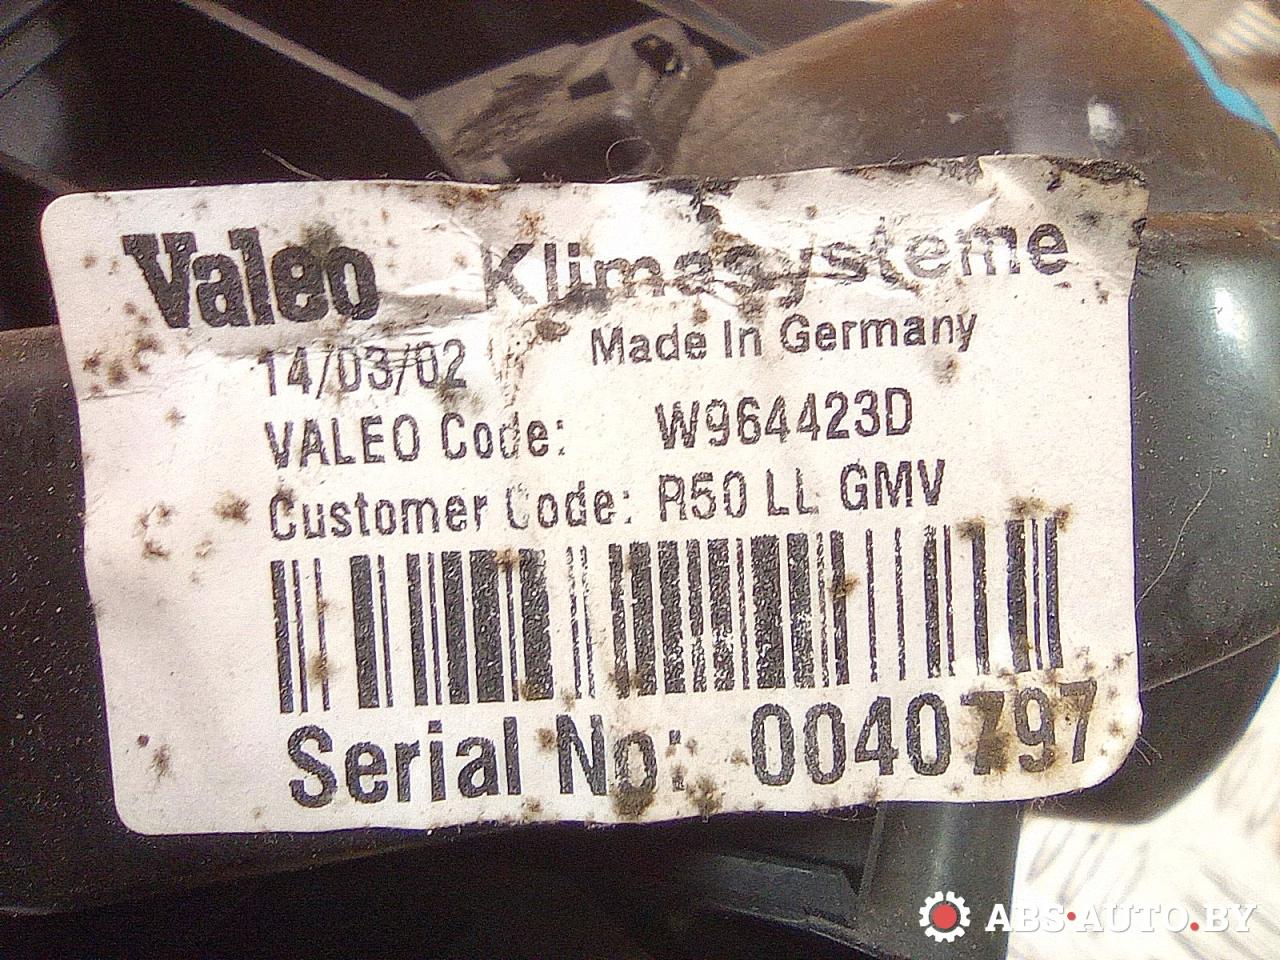 Valeo Klimasysteme
14/03/02 Made In Germany
VALEO Code: W964423D
Customer Code: R50 LL GMV
Serial No: 0040797
ABS-AUTO.BY